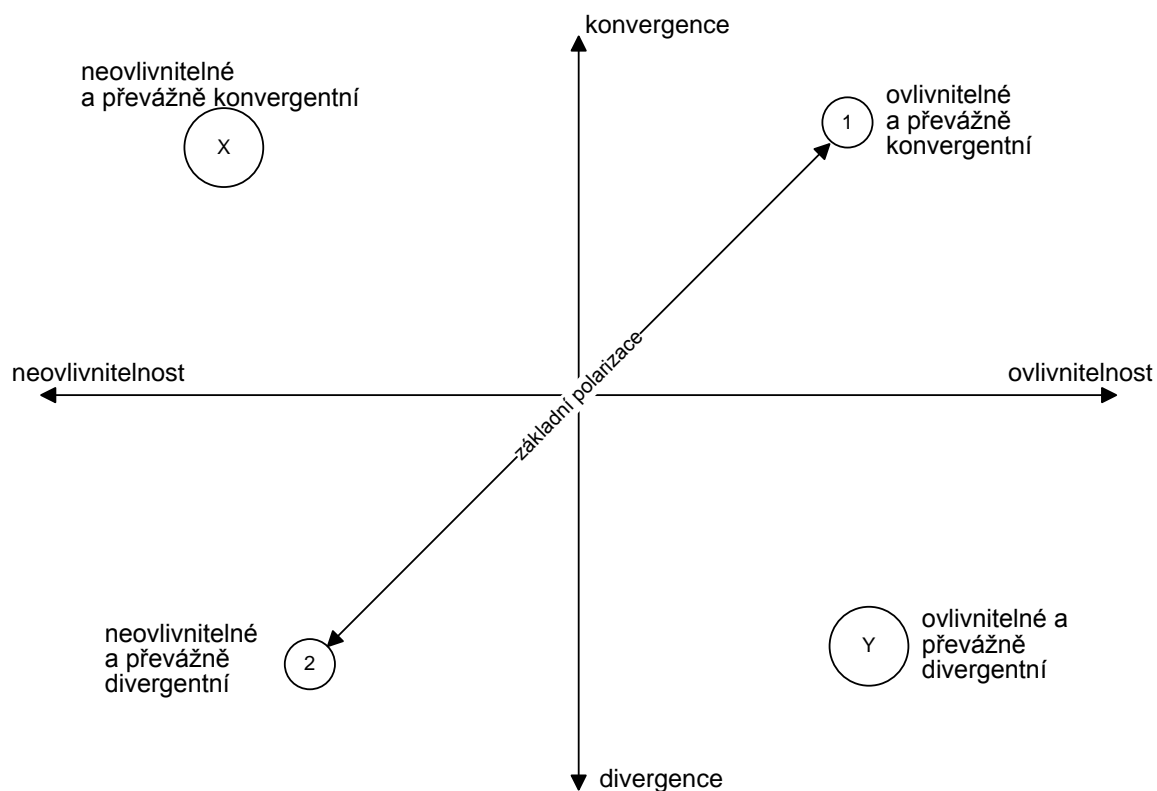 konvergence
neovlivnitelné
a převážně konvergentní
X
1
ovlivnitelné
a převážně
konvergentní
základní polarizace
neovlivnitelnost
ovlivnitelnost
neovlivnitelné
a převážně
divergentní
2
Y
ovlivnitelné a
převážně
divergentní
divergence